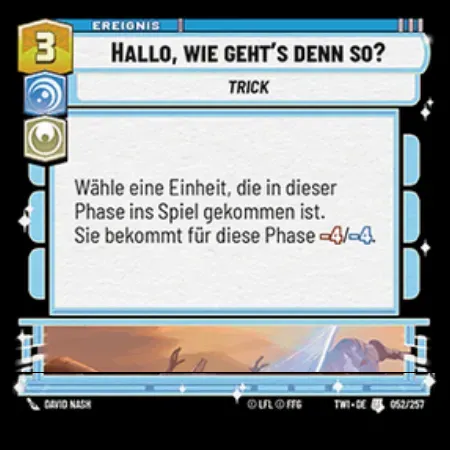 EREIGNIS
3
HALLO, WIE GEHT'S DENN SO?
TRICK
Wähle eine Einheit, die in dieser
Phase ins Spiel gekommen ist.
Sie bekommt für diese Phase -4/-4.
DAVID NASH
© LFL © FFG
TWI • DE
052/257